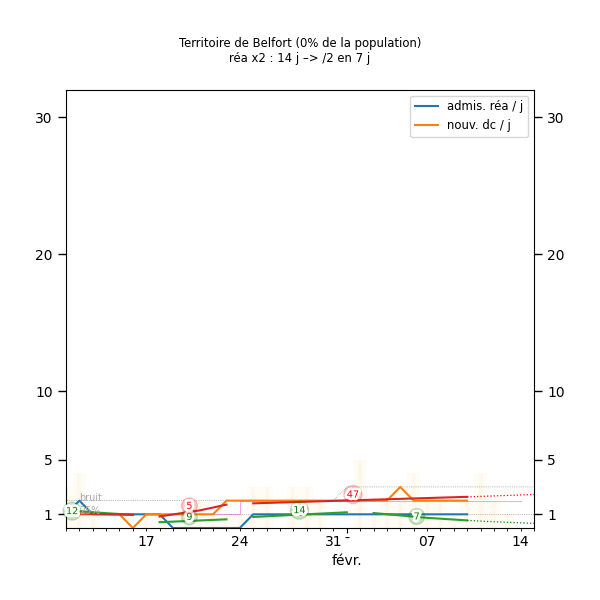 Territoire de Belfort (0% de la population)
réa x2 : 14 j –> /2 en 7 j
admis. réa / j
nouv. dc / j
30 30
20 20
10 10
5 5
1 1
bruit
12
5
9
14
47
7
17 24 31 07 14
févr.